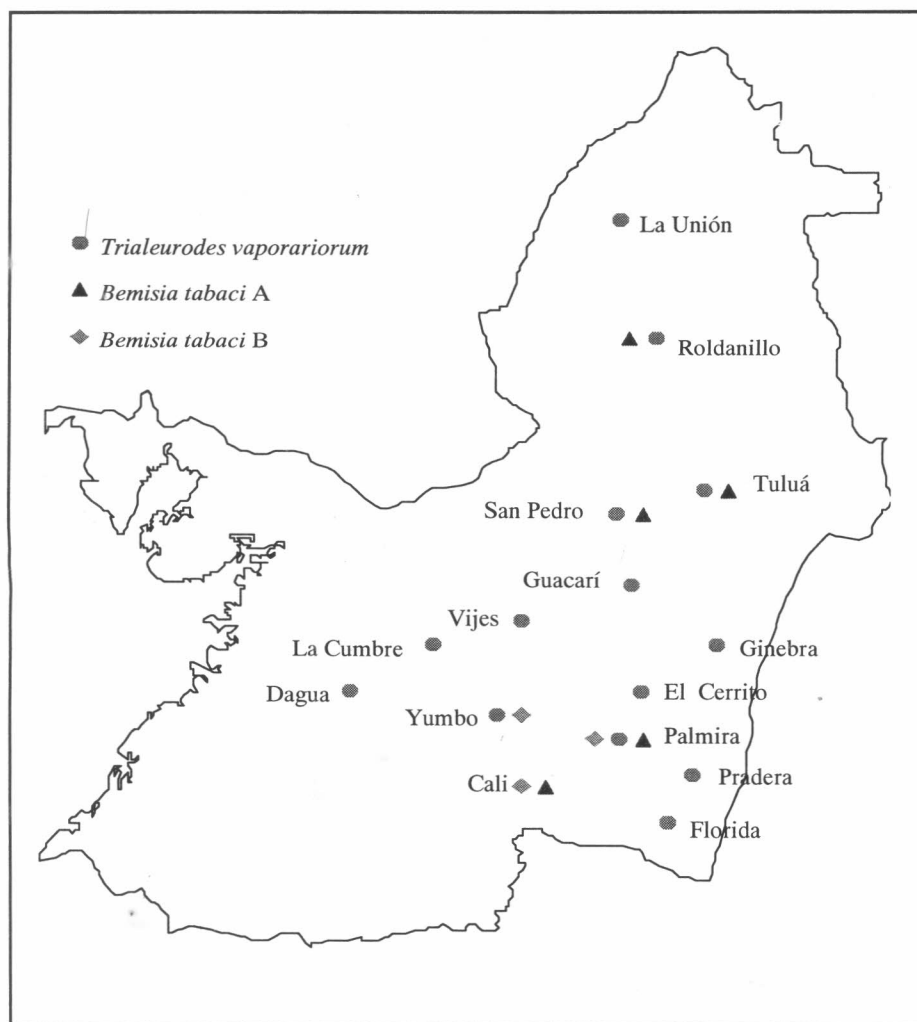 Trialeurodes vaporariorum
Bemisia tabaci A
Bemisia tabaci B
La Unión
Roldanillo
Tuluá
San Pedro
Guacarí
Vijes
La Cumbre
Ginebra
Dagua
El Cerrito
Yumbo
Palmira
Cali
Pradera
Florida